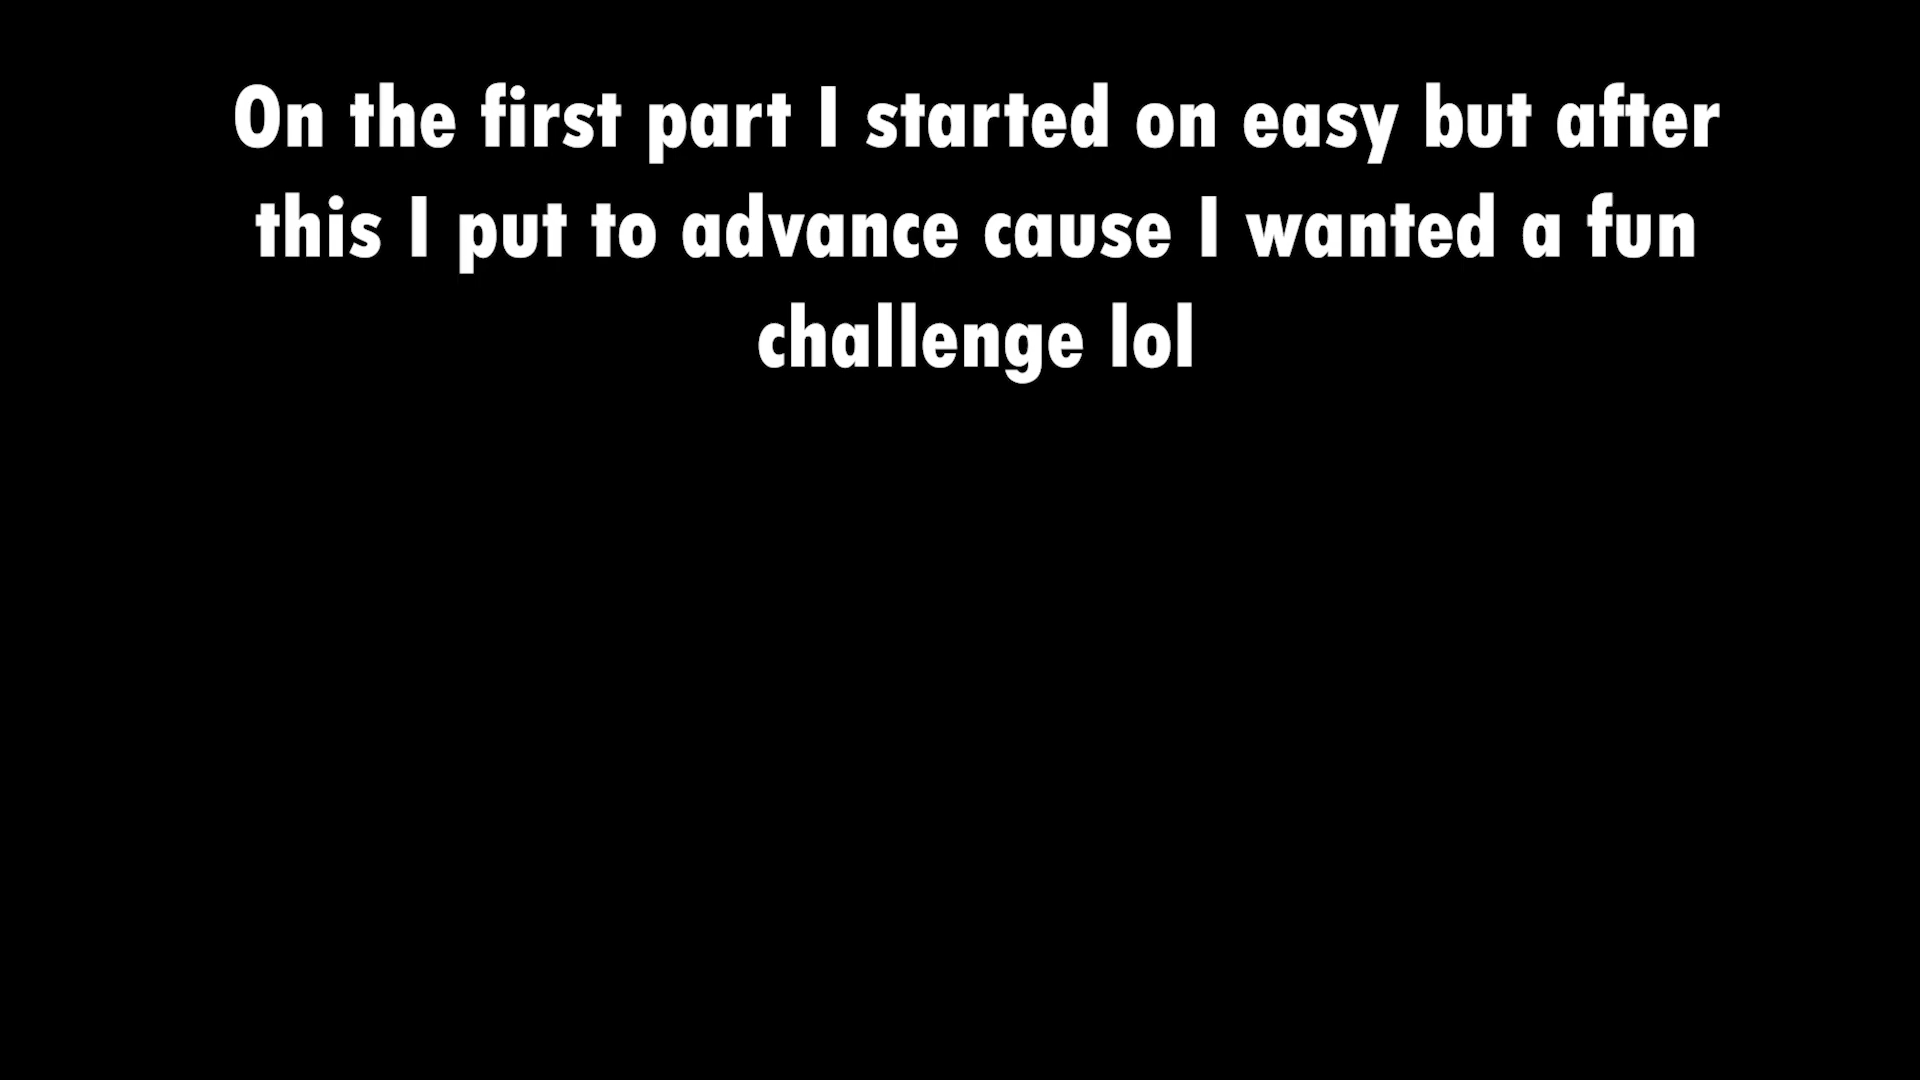 On the first part I started on easy but after
this I put to advance cause I wanted a fun
challenge lol